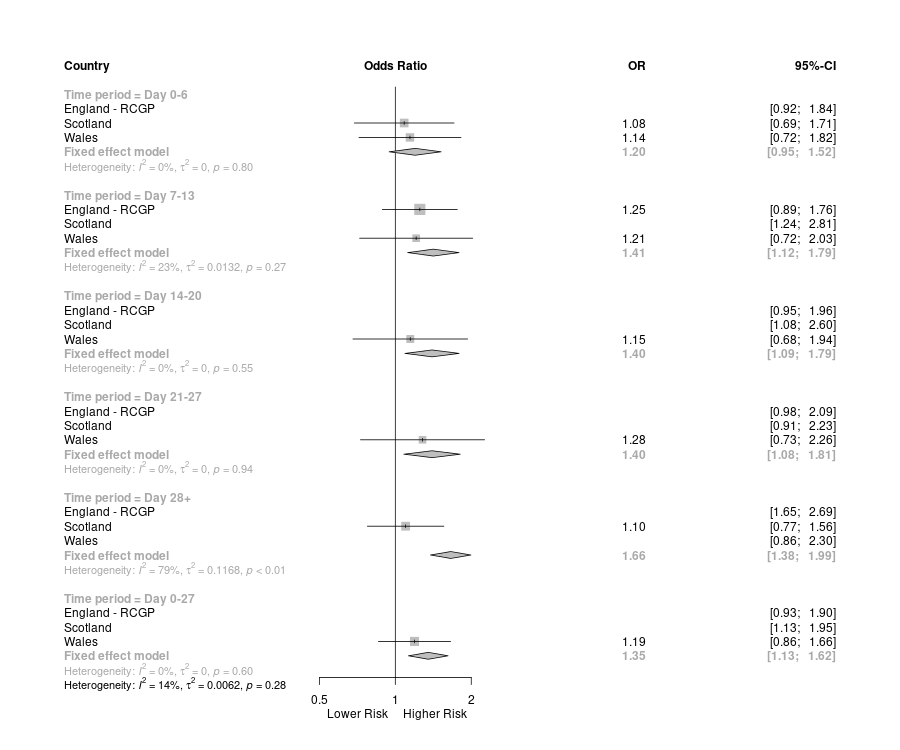 Country Odds Ratio OR 95%-CI
Time period = Day 0-6
England - RCGP [0.92; 1.84]
Scotland 1.08 [0.69; 1.71]
Wales 1.14 [0.72; 1.82]
Fixed effect model 1.20 [0.95; 1.52]
Heterogeneity: I² = 0%, τ² = 0, p = 0.80
Time period = Day 7-13
England - RCGP 1.25 [0.89; 1.76]
Scotland [1.24; 2.81]
Wales 1.21 [0.72; 2.03]
Fixed effect model 1.41 [1.12; 1.79]
Heterogeneity: I² = 23%, τ² = 0.0132, p = 0.27
Time period = Day 14-20
England - RCGP [0.95; 1.96]
Scotland [1.08; 2.60]
Wales 1.15 [0.68; 1.94]
Fixed effect model 1.40 [1.09; 1.79]
Heterogeneity: I² = 0%, τ² = 0, p = 0.55
Time period = Day 21-27
England - RCGP [0.98; 2.09]
Scotland [0.91; 2.23]
Wales 1.28 [0.73; 2.26]
Fixed effect model 1.40 [1.08; 1.81]
Heterogeneity: I² = 0%, τ² = 0, p = 0.94
Time period = Day 28+
England - RCGP [1.65; 2.69]
Scotland 1.10 [0.77; 1.56]
Wales [0.86; 2.30]
Fixed effect model 1.66 [1.38; 1.99]
Heterogeneity: I² = 79%, τ² = 0.1168, p < 0.01
Time period = Day 0-27
England - RCGP [0.93; 1.90]
Scotland [1.13; 1.95]
Wales 1.19 [0.86; 1.66]
Fixed effect model 1.35 [1.13; 1.62]
Heterogeneity: I² = 0%, τ² = 0, p = 0.60
Heterogeneity: I² = 14%, τ² = 0.0062, p = 0.28
0.5 1 2
Lower Risk Higher Risk